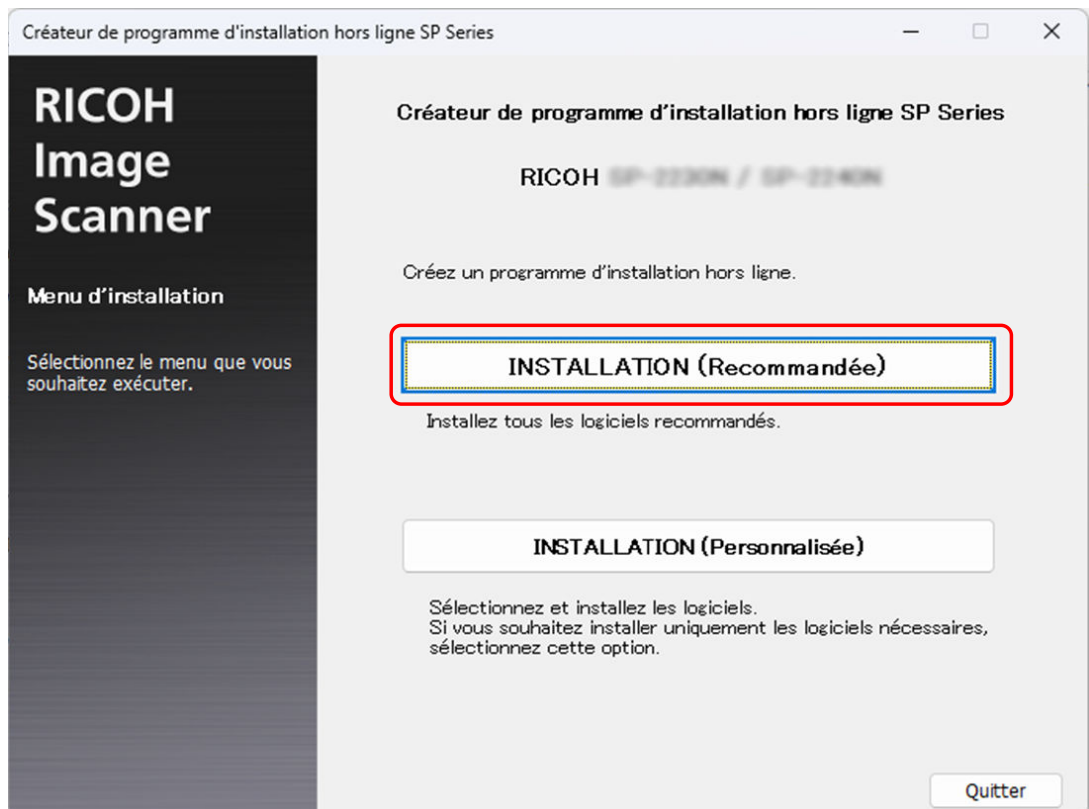 Créateur de programme d'installation hors ligne SP Series
RICOH
Image
Scanner
Menu d'installation
Sélectionnez le menu que vous
souhaitez exécuter.
Créateur de programme d'installation hors ligne SP Series
RICOH
Créez un programme d'installation hors ligne.
INSTALLATION (Recommandée)
Installez tous les logiciels recommandés.
INSTALLATION (Personnalisée)
Sélectionnez et installez les logiciels.
Si vous souhaitez installer uniquement les logiciels nécessaires,
sélectionnez cette option.
Quitter